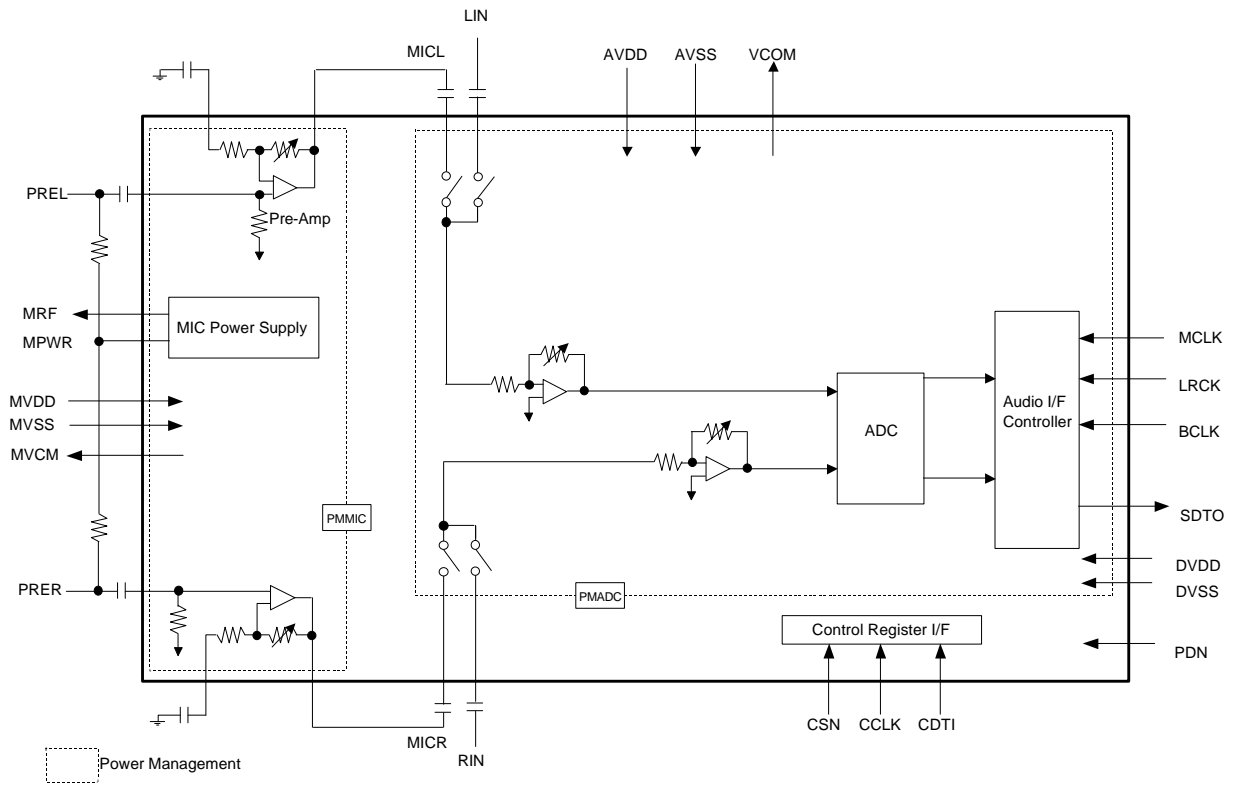 LIN
MICL
AVDD
AVSS
VCOM
PREL
Pre-Amp
MRF
MIC Power Supply
MPWR
MVDD
MVSS
MVCM
MCLK
LRCK
Audio I/F
Controller
BCLK
ADC
SDTO
PMMIC
DVDD
DVSS
PRER
PMADC
Control Register I/F
PDN
CSN
CCLK
CDTI
MICR
RIN
Power Management